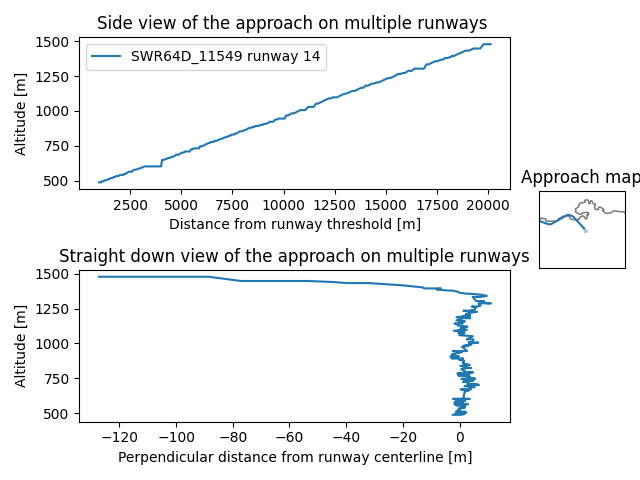 Side view of the approach on multiple runways
1500
1250
1000
750
500
Altitude [m]
SWR64D_11549 runway 14
2500 5000 7500 10000 12500 15000 17500 20000
Distance from runway threshold [m]
Approach map
Straight down view of the approach on multiple runways
1500
1250
1000
750
500
Altitude [m]
−120 −100 −80 −60 −40 −20 0
Perpendicular distance from runway centerline [m]